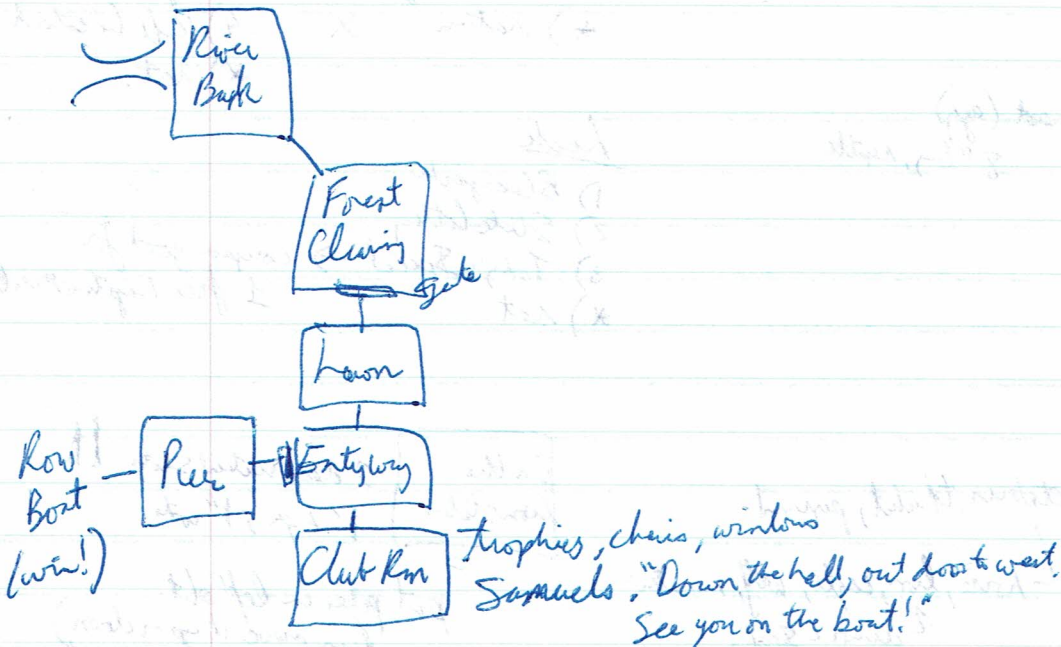 River
Bank
Forest
Clearing
gate
Lawn
Row
Boat
(win!)
Pier
Entryway
Club Rm
trophies, chairs, windows
Samuels. "Down the hall, out door to west.
See you on the boat!"